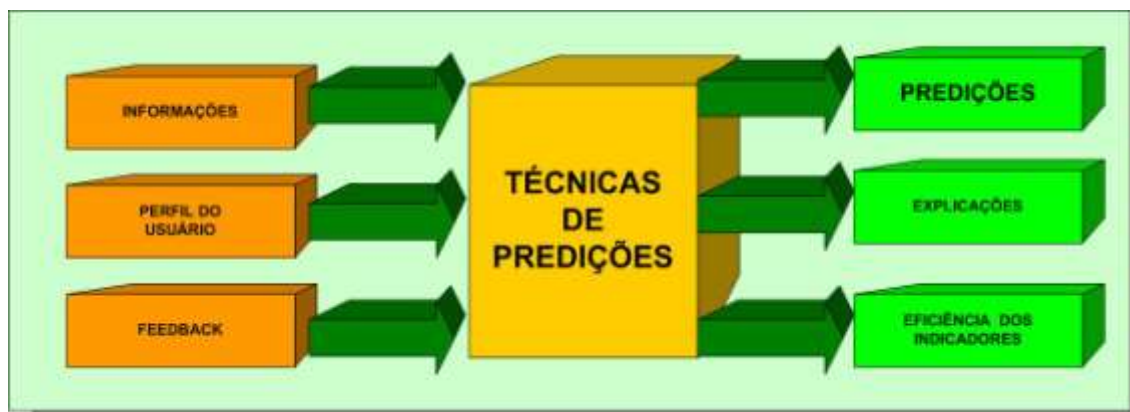 INFORMAÇÕES
PERFIL DO
USUÁRIO
FEEDBACK
TÉCNICAS
DE
PREDIÇÕES
PREDIÇÕES
EXPLICAÇÕES
EFICIÊNCIA DOS
INDICADORES